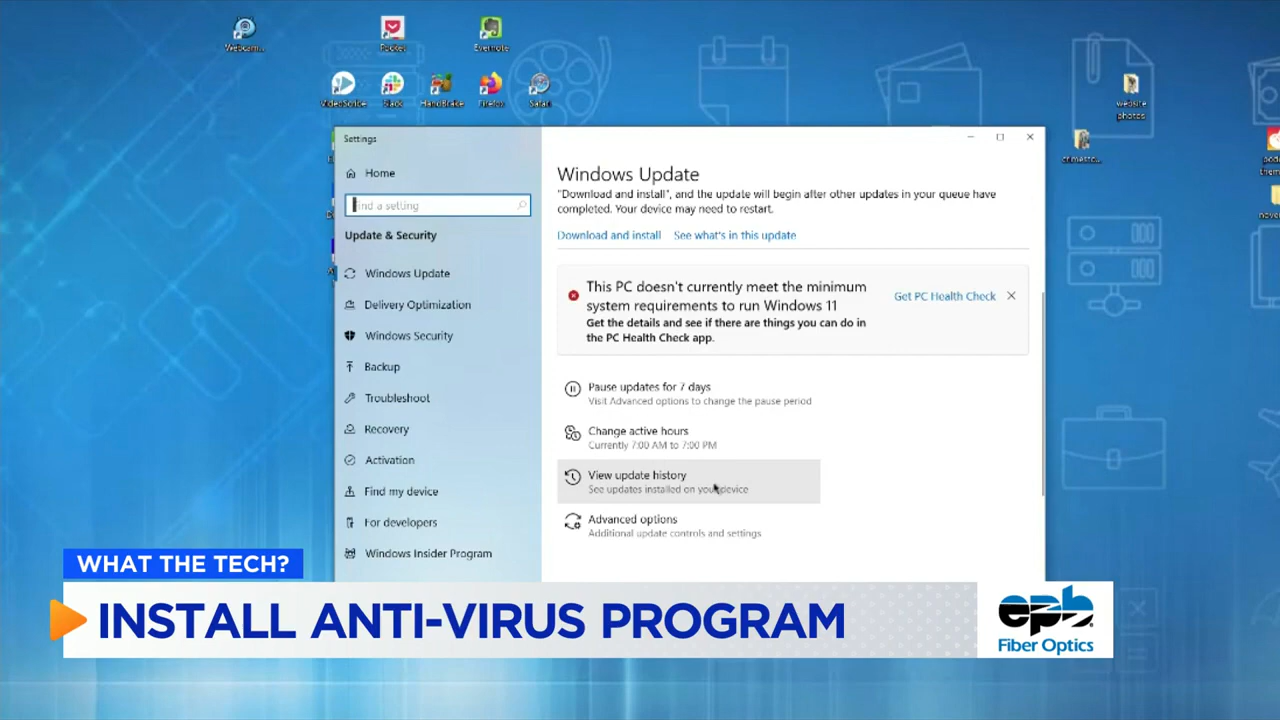 Webcam...
Pocket
Evernote
VideoScribe
Slack
HandBrake
Firefox
Safari
website
photos
crimesto...
Settings
Home
Find a setting
Update & Security
Windows Update
Delivery Optimization
Windows Security
Backup
Troubleshoot
Recovery
Activation
Find my device
For developers
Windows Insider Program
Windows Update
"Download and install", and the update will begin after other updates in your queue have
completed. Your device may need to restart.
Download and install See what's in this update
This PC doesn't currently meet the minimum
system requirements to run Windows 11
Get the details and see if there are things you can do in
the PC Health Check app.
Get PC Health Check
Pause updates for 7 days
Visit Advanced options to change the pause period
Change active hours
Currently 7:00 AM to 7:00 PM
View update history
See updates installed on your device
Advanced options
Additional update controls and settings
WHAT THE TECH?
INSTALL ANTI-VIRUS PROGRAM
epb
Fiber Optics